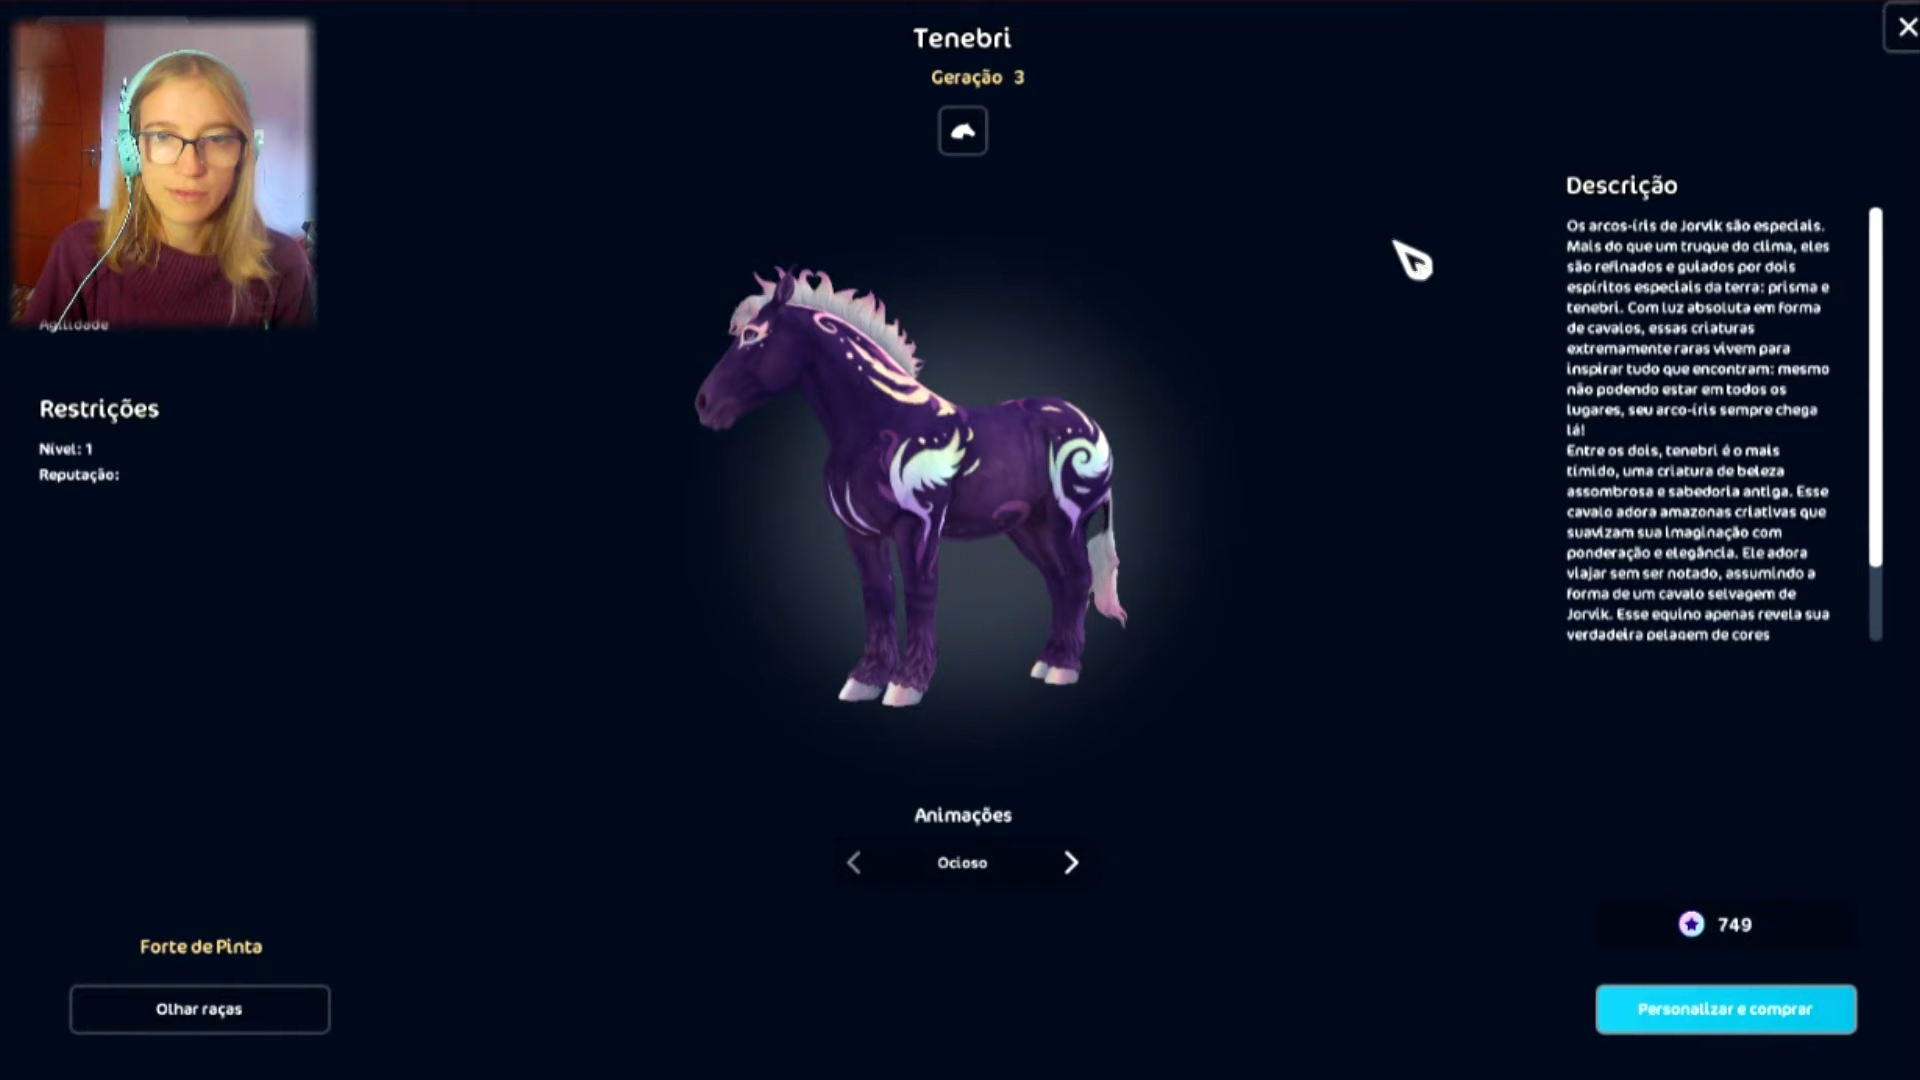 Tenebri
Geração 3
Agilidade
Restrições
Nível: 1
Reputação:
Descrição
Os arcos-íris de Jorvik são especiais.
Mais do que um truque do clima, eles
são refinados e guiados por dois
espíritos especiais da terra: prisma e
tenebri. Com luz absoluta em forma
de cavalos, essas criaturas
extremamente raras vivem para
inspirar tudo que encontram: mesmo
não podendo estar em todos os
lugares, seu arco-íris sempre chega
lá!
Entre os dois, tenebri é o mais
tímido, uma criatura de beleza
assombrosa e sabedoria antiga. Esse
cavalo adora amazonas criativas que
suavizam sua imaginação com
ponderação e elegância. Ele adora
viajar sem ser notado, assumindo a
forma de um cavalo selvagem de
Jorvik. Esse equino apenas revela sua
verdadeira pelagem de cores
Animações
Ocioso
749
Forte de Pinta
Olhar raças
Personalizar e comprar